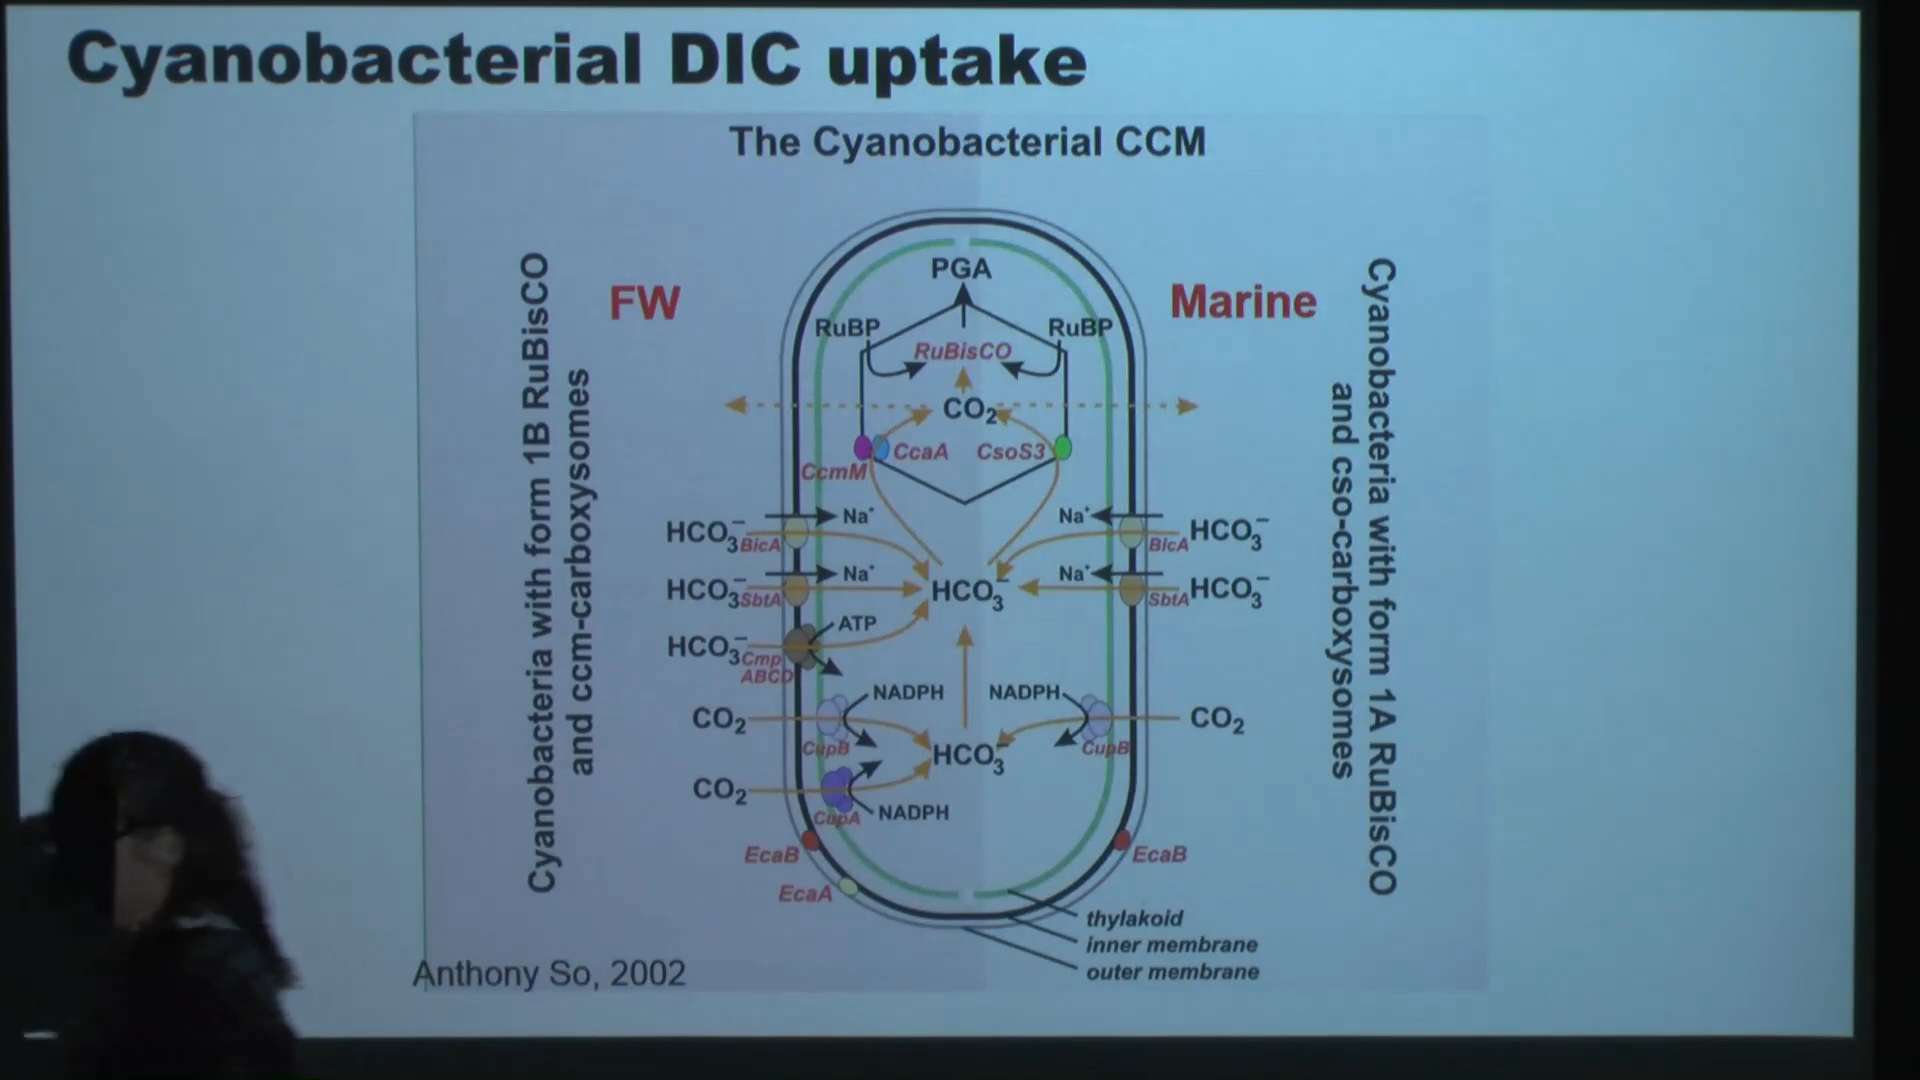 Cyanobacterial DIC uptake
The Cyanobacterial CCM
Cyanobacteria with form 1B RuBisCO
and ccm-carboxysomes
FW
Marine
Cyanobacteria with form 1A RuBisCO
and cso-carboxysomes
PGA
RuBP
RuBP
RuBisCO
CO₂
CcaA
CsoS3
CcmM
HCO₃⁻
BicA
Na⁺
Na⁺
BicA
HCO₃⁻
HCO₃⁻
SbtA
Na⁺
HCO₃⁻
Na⁺
SbtA
HCO₃⁻
HCO₃⁻
Cmp
ABCD
ATP
CO₂
NADPH
NADPH
CO₂
CupB
HCO₃⁻
CupB
CO₂
CupA
NADPH
EcaB
EcaB
EcaA
thylakoid
inner membrane
outer membrane
Anthony So, 2002